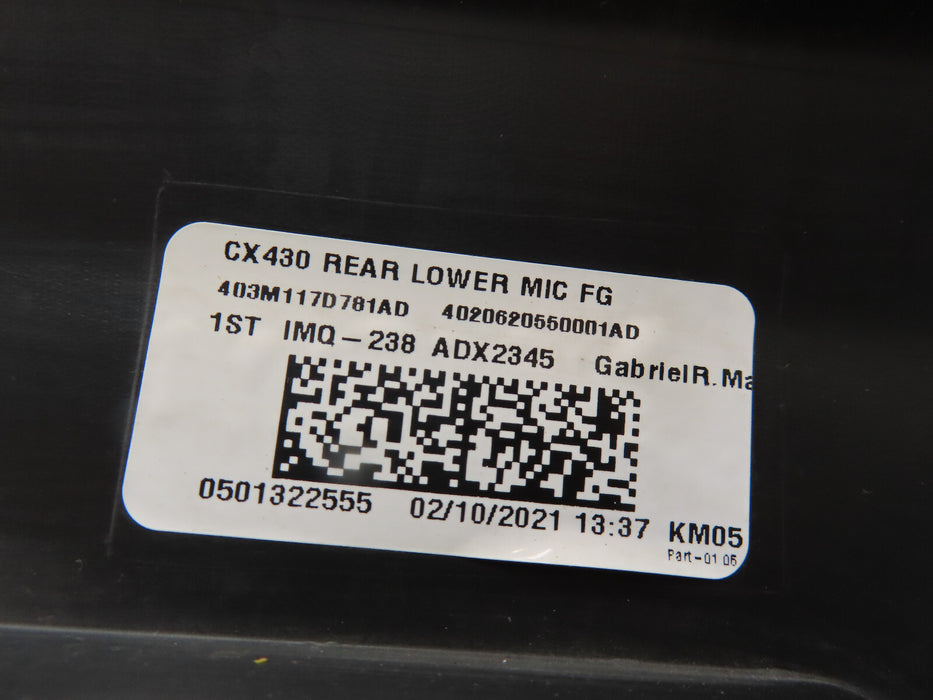 CX430 REAR LOWER MIC FG
403M117D781AD 4020620550001AD
1ST IMQ-238 ADX2345 GabrielR.Ma
0501322555 02/10/2021 13:37 KM05
Part-01 05